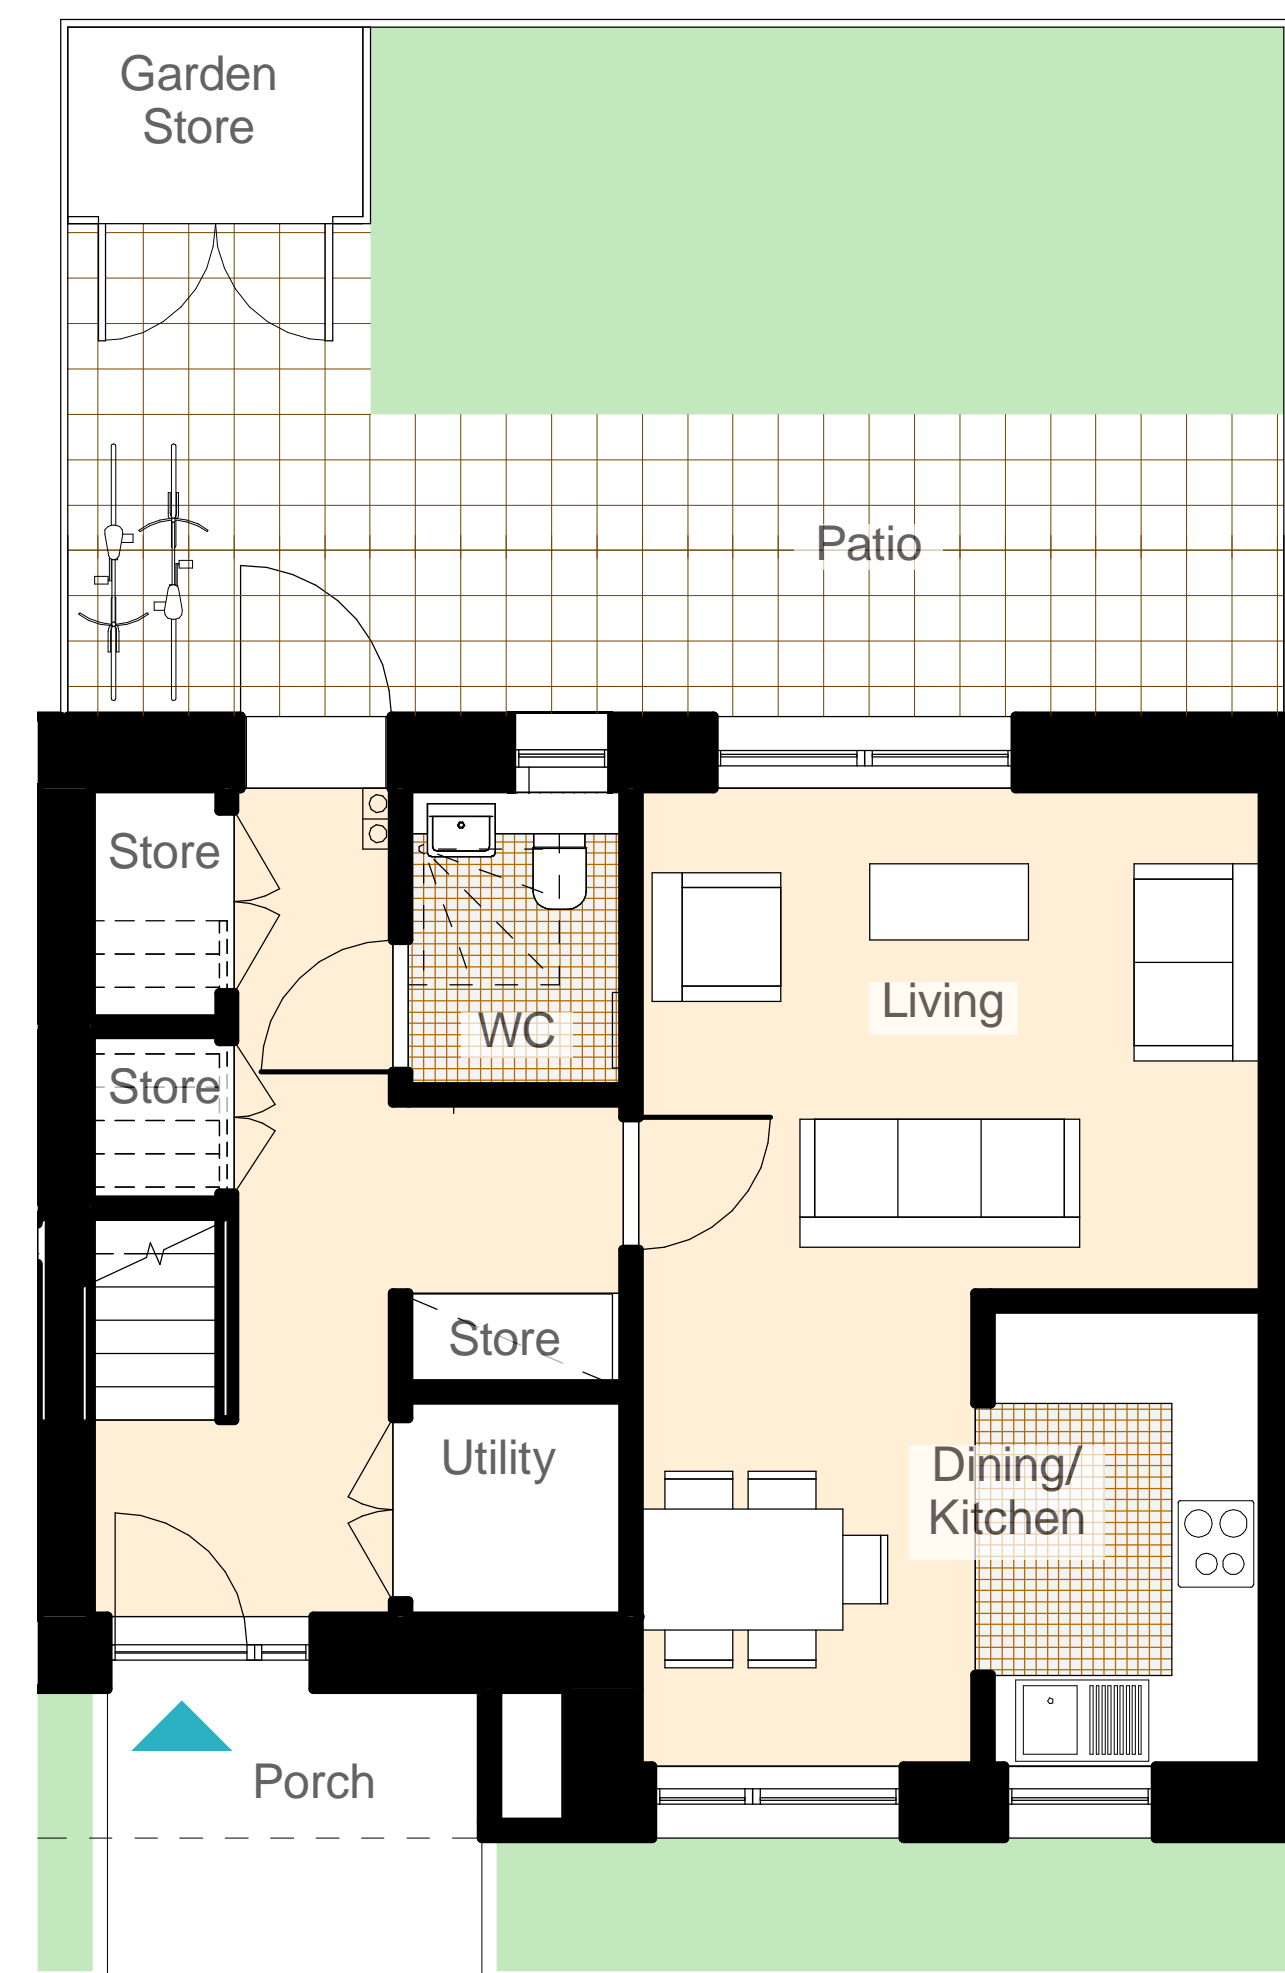 Garden
Store
Patio
Store
Living
WC
Store
Store
Utility
Dining/
Kitchen
Porch